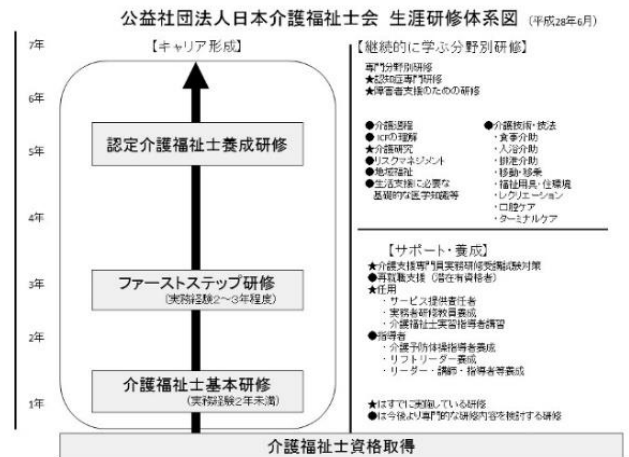 公益社団法人日本介護福祉士会 生涯研修体系図 (平成28年6月)
【キャリア形成】
7年
6年
5年
4年
3年
2年
1年
認定介護福祉士養成研修
ファーストステップ研修
(実務経験2～3年程度)
介護福祉士基本研修
(実務経験2年未満)
【継続的に学ぶ分野別研修】
専門分野別研修
★認知症専門研修
★障害者支援のための研修
●介護過程
●ICFの理解
★介護研究
●リスクマネジメント
●地域福祉
●生活支援に必要な
基礎的な医学知識等
●介護技術・技法
・食事介助
・入浴介助
・排泄介助
・移動・移乗
・福祉用具・住環境
・レクリエーション
・口腔ケア
・ターミナルケア
【サポート・養成】
★介護支援専門員実務研修受講試験対策
●再就職支援（潜在有資格者）
★任用
・サービス提供責任者
・実務者研修教員養成
・介護福祉士実習指導者講習
●指導者
・介護予防体操指導者養成
・リフトリーダー養成
・リーダー・講師・指導者等養成
★はすでに実施している研修
●は今後より専門的な研修内容を検討する研修
介護福祉士資格取得